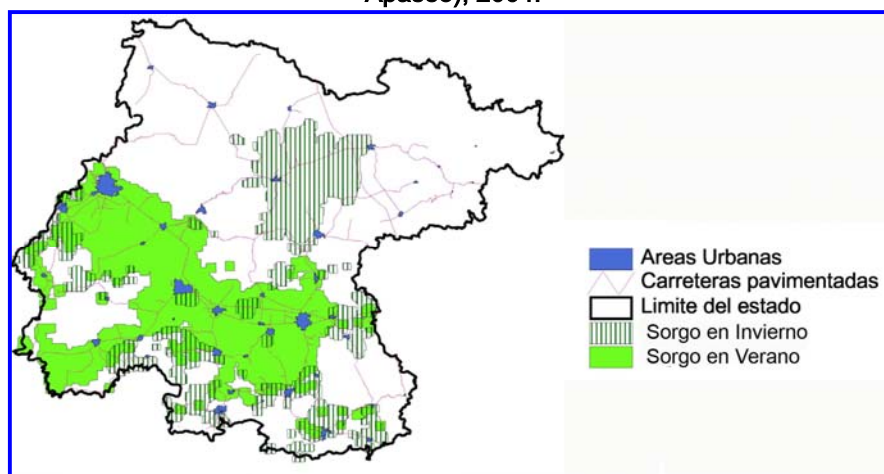 Apaseo), 2004.
Areas Urbanas
Carreteras pavimentadas
Limite del estado
Sorgo en Invierno
Sorgo en Verano